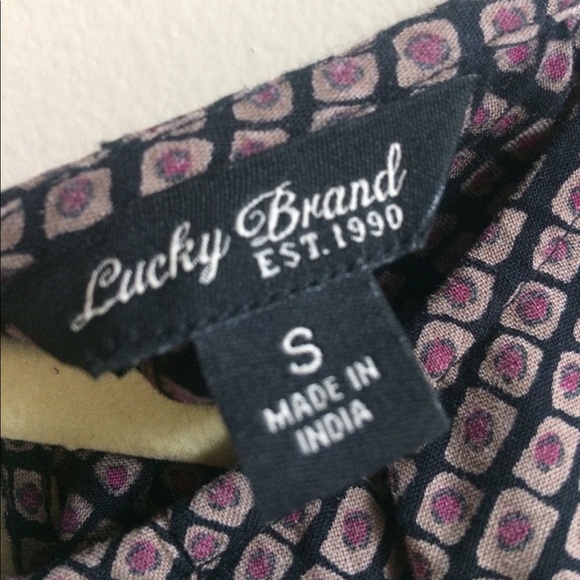 Lucky Brand
EST. 1990
S
MADE IN
INDIA